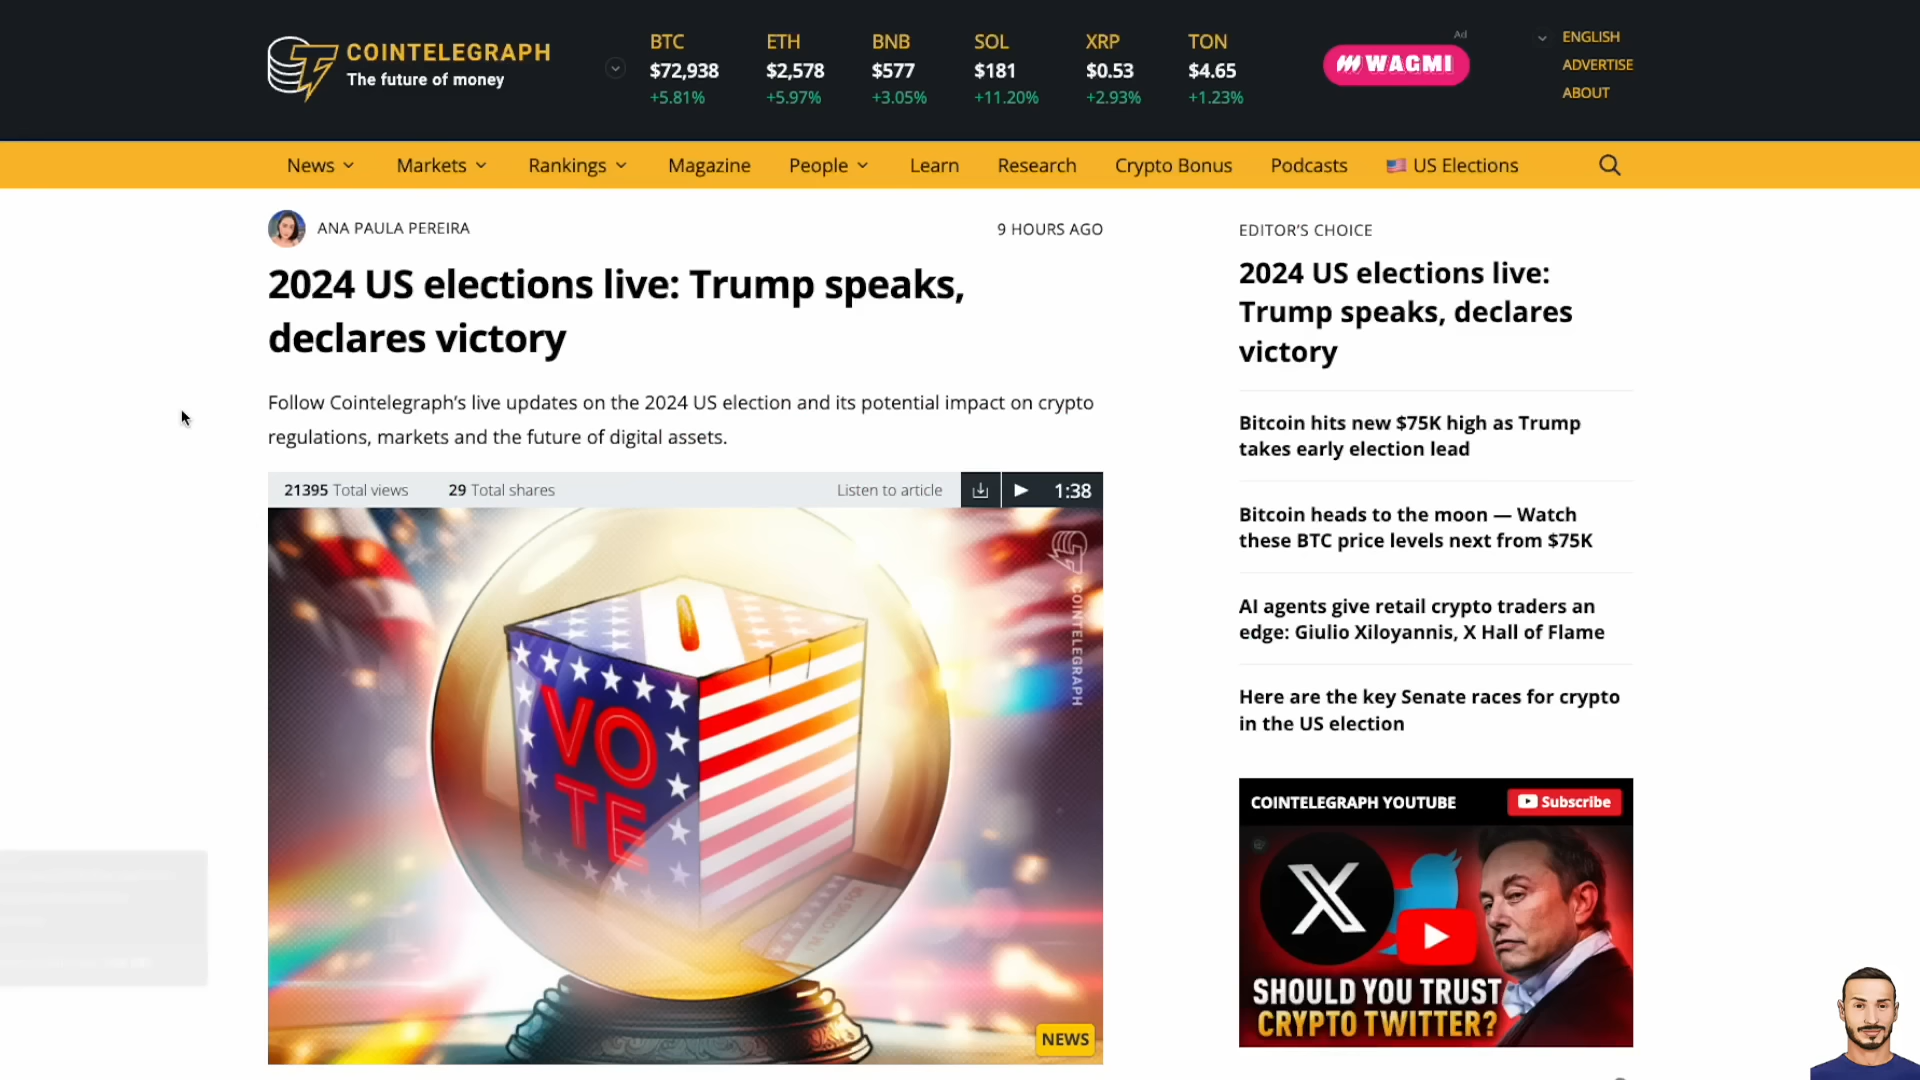 COINTELEGRAPH
The future of money
BTC
$72,938
+5.81%
ETH
$2,578
+5.97%
BNB
$577
+3.05%
SOL
$181
+11.20%
XRP
$0.53
+2.93%
TON
$4.65
+1.23%
Ad
WAGMI
ENGLISH
ADVERTISE
ABOUT
News Markets Rankings Magazine People Learn Research Crypto Bonus Podcasts US Elections
ANA PAULA PEREIRA
9 HOURS AGO
2024 US elections live: Trump speaks,
declares victory
Follow Cointelegraph’s live updates on the 2024 US election and its potential impact on crypto
regulations, markets and the future of digital assets.
21395 Total views 29 Total shares Listen to article 1:38
COINTELEGRAPH
VO
TE
I'M VOTING FOR
NEWS
EDITOR’S CHOICE
2024 US elections live:
Trump speaks, declares
victory
Bitcoin hits new $75K high as Trump
takes early election lead
Bitcoin heads to the moon — Watch
these BTC price levels next from $75K
AI agents give retail crypto traders an
edge: Giulio Xiloyannis, X Hall of Flame
Here are the key Senate races for crypto
in the US election
COINTELEGRAPH YOUTUBE
Subscribe
X
SHOULD YOU TRUST
CRYPTO TWITTER?